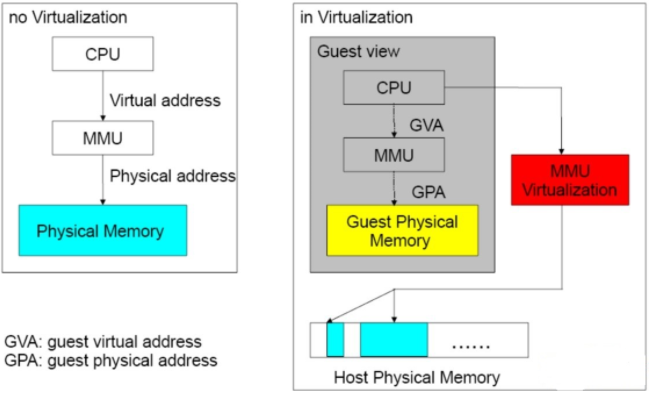 no Virtualization
CPU
Virtual address
MMU
Physical address
Physical Memory
GVA: guest virtual address
GPA: guest physical address
in Virtualization
Guest view
CPU
GVA
MMU
GPA
Guest Physical
Memory
MMU
Virtualization
......
Host Physical Memory